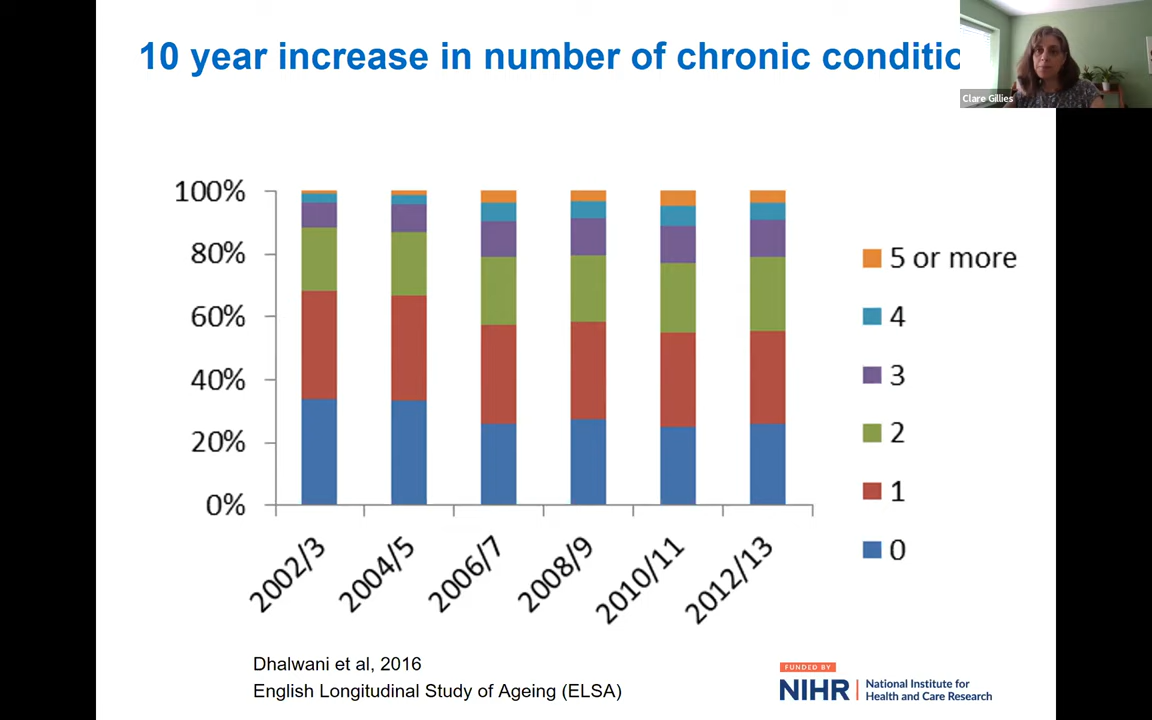 10 year increase in number of chronic conditic
Clare Gillies
100%
80%
60%
40%
20%
0%
2002/3
2004/5
2006/7
2008/9
2010/11
2012/13
5 or more
4
3
2
1
0
Dhalwani et al, 2016
English Longitudinal Study of Ageing (ELSA)
FUNDED BY
NIHR
National Institute for
Health and Care Research